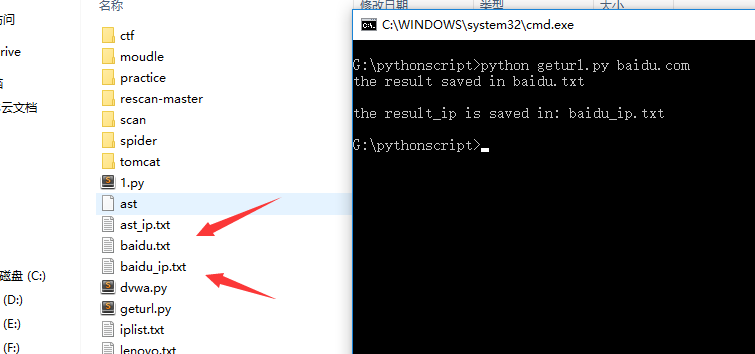 修改日期 类型 大小
访问
名称
rive
云文档
ctf
moudle
practice
rescan-master
scan
spider
tomcat
1.py
ast
ast_ip.txt
baidu.txt
baidu_ip.txt
dvwa.py
geturl.py
iplist.txt
lenovo.txt
磁盘 (C:)
(D:)
(E:)
(F:)
C:\WINDOWS\system32\cmd.exe
G:\pythonscript>python geturl.py baidu.com
the result saved in baidu.txt
the result_ip is saved in: baidu_ip.txt
G:\pythonscript>